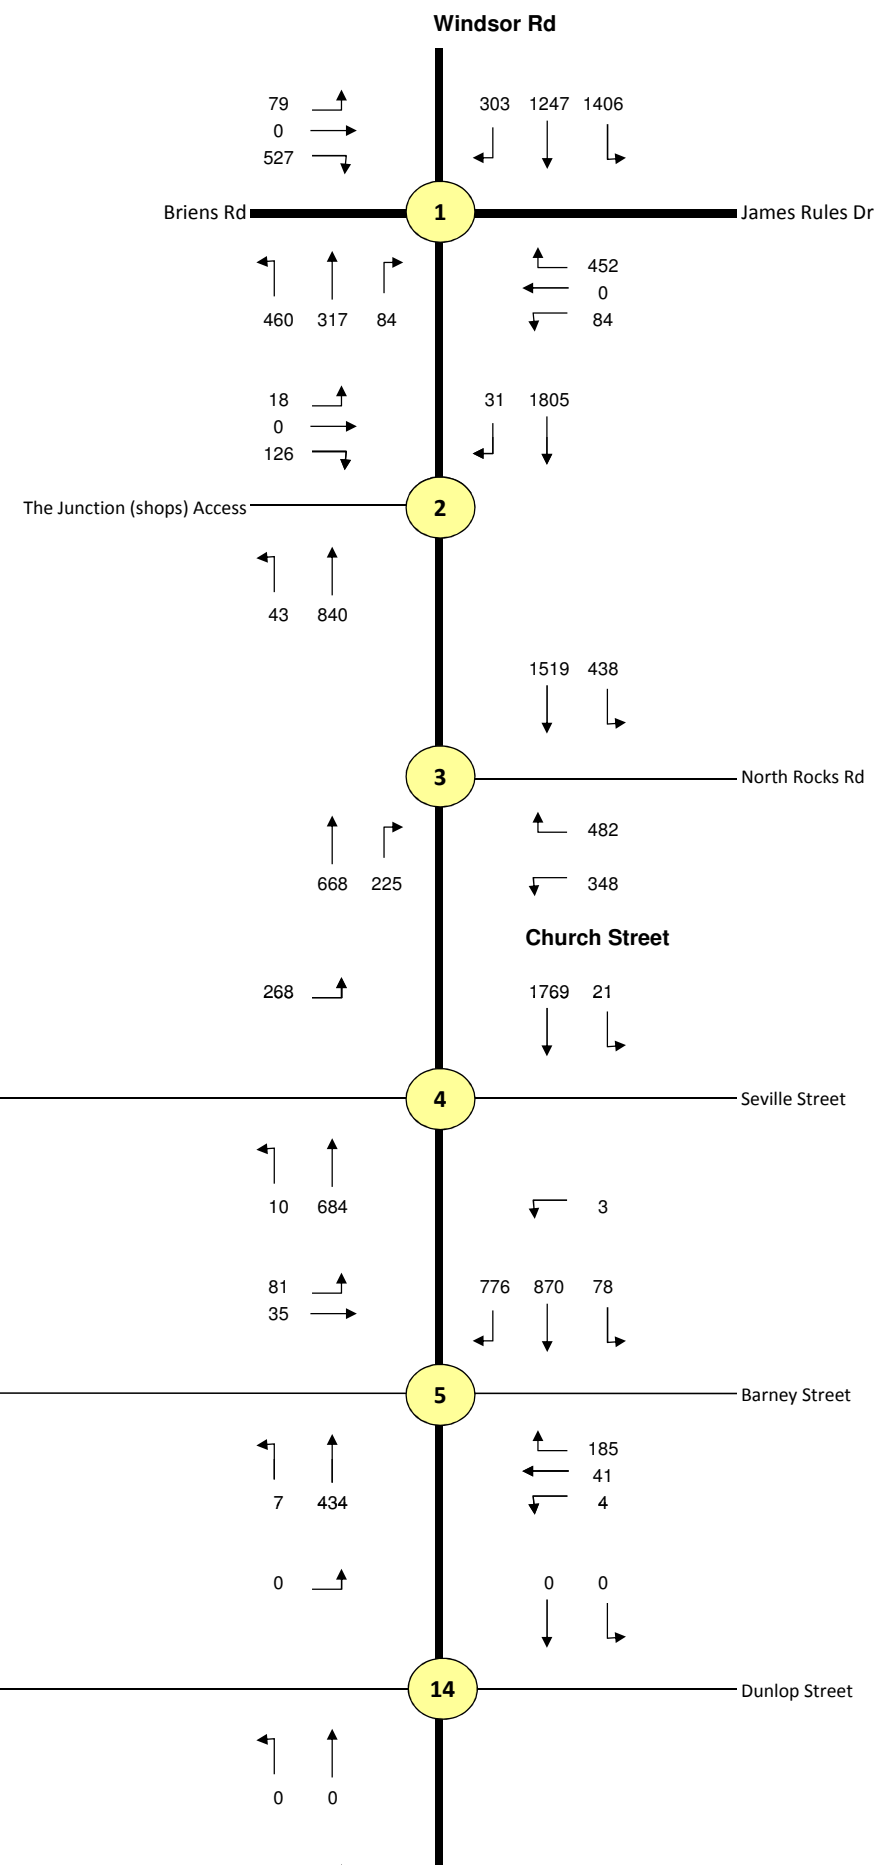 Windsor Rd
79 303 1247 1406
0
527
Briens Rd 1 James Rules Dr
452
0
460 317 84 84
18 31 1805
0
126
The Junction (shops) Access 2
43 840
1519 438
3 North Rocks Rd
482
668 225 348
Church Street
268 1769 21
4 Seville Street
10 684 3
81 776 870 78
35
5 Barney Street
185
41
7 434 4
0 0 0
14 Dunlop Street
0 0